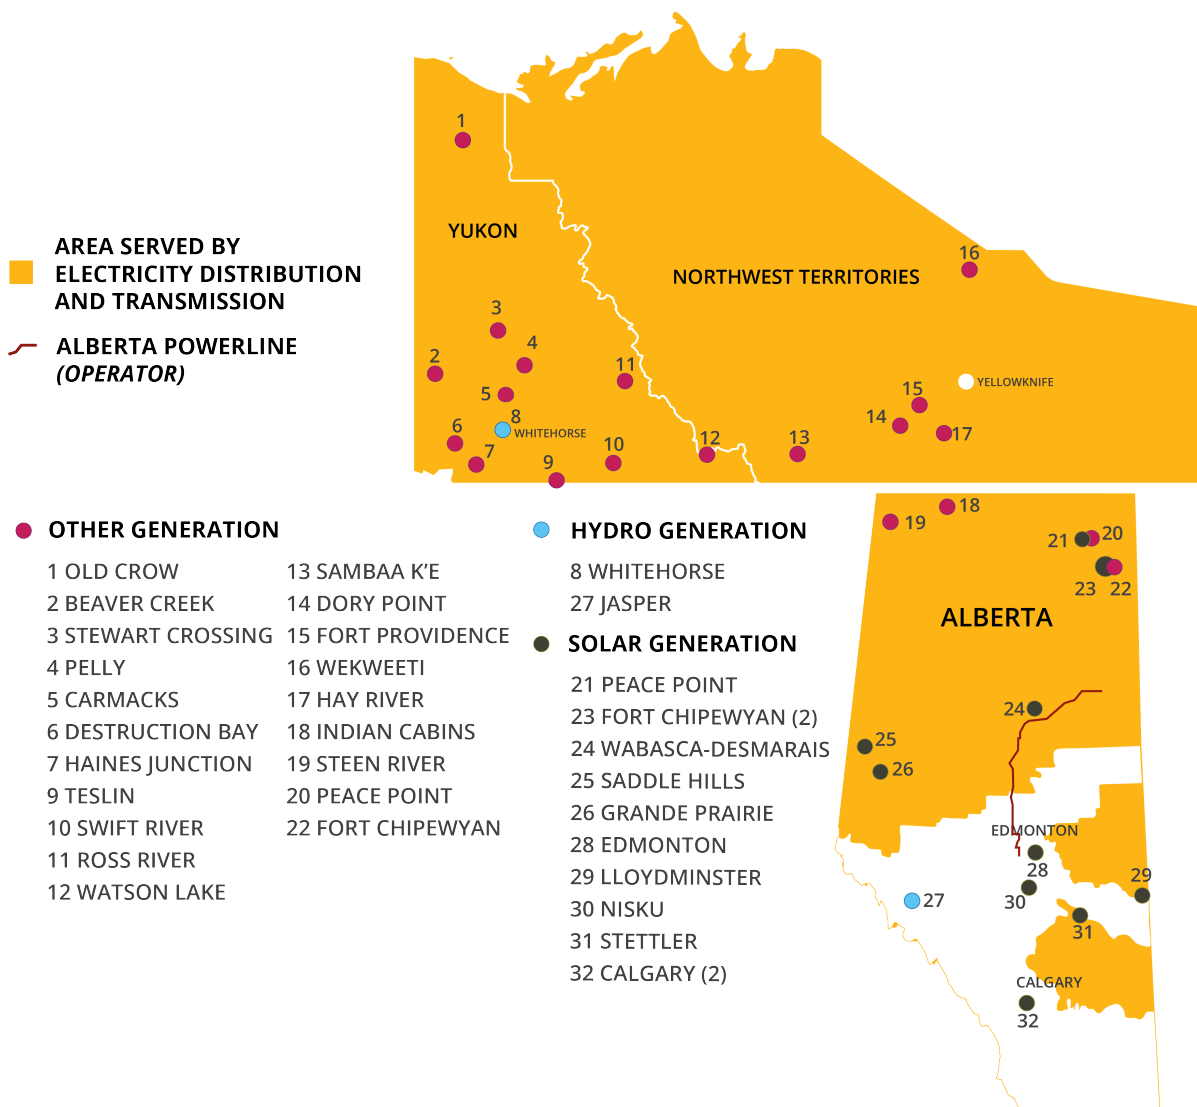 1
YUKON
AREA SERVED BY
ELECTRICITY DISTRIBUTION
AND TRANSMISSION
ALBERTA POWERLINE
(OPERATOR)
NORTHWEST TERRITORIES
16
3
4
2
5
11
8
WHITEHORSE
6
7
9
10
12
13
YELLOWKNIFE
15
14
17
OTHER GENERATION
1 OLD CROW
2 BEAVER CREEK
3 STEWART CROSSING
4 PELLY
5 CARMACKS
6 DESTRUCTION BAY
7 HAINES JUNCTION
9 TESLIN
10 SWIFT RIVER
11 ROSS RIVER
12 WATSON LAKE
13 SAMBAA K’E
14 DORY POINT
15 FORT PROVIDENCE
16 WEKWEETI
17 HAY RIVER
18 INDIAN CABINS
19 STEEN RIVER
20 PEACE POINT
22 FORT CHIPEWYAN
HYDRO GENERATION
8 WHITEHORSE
27 JASPER
SOLAR GENERATION
21 PEACE POINT
23 FORT CHIPEWYAN (2)
24 WABASCA-DESMARAIS
25 SADDLE HILLS
26 GRANDE PRAIRIE
28 EDMONTON
29 LLOYDMINSTER
30 NISKU
31 STETTLER
32 CALGARY (2)
18
19
21
20
23
22
ALBERTA
24
25
26
EDMONTON
28
29
30
27
31
CALGARY
32